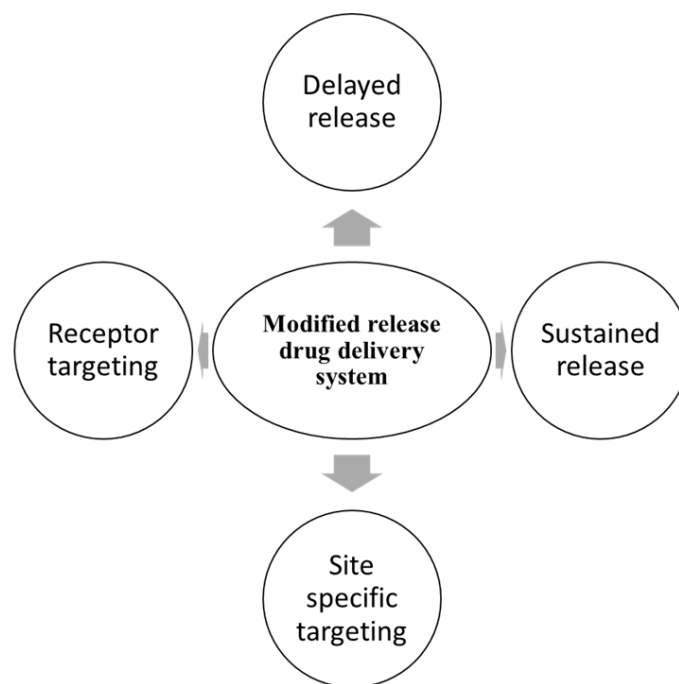 Delayed
release
Receptor
targeting
Modified release
drug delivery
system
Sustained
release
Site
specific
targeting